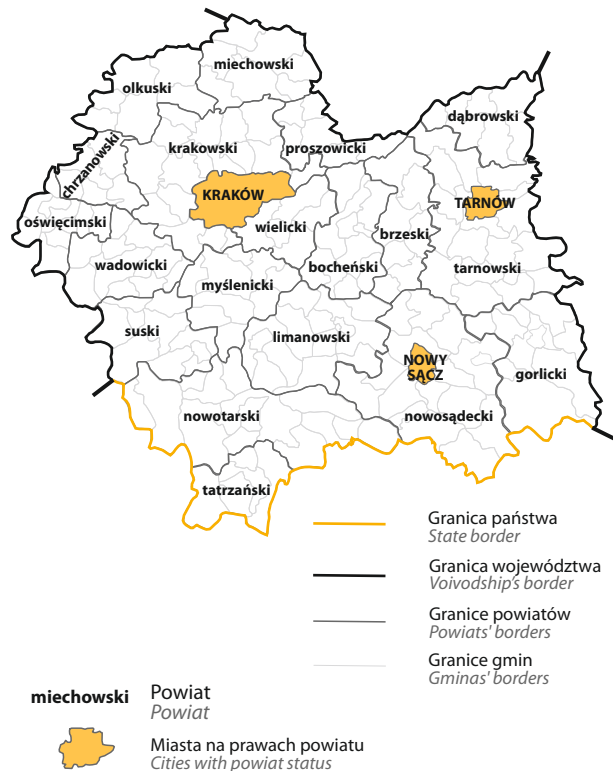 miechowski
olkuski
dąbrowski
krakowski
proszowicki
chrzanowski
KRAKÓW
TARNÓW
oświęcimski
wielicki
brzeski
wadowicki
bocheński
tarnowski
myślenicki
suski
limanowski
NOWY
SĄCZ
gorlicki
nowotarski
nowosądecki
tatrzański
Granica państwa
State border
Granica województwa
Voivodship's border
Granice powiatów
Powiats' borders
Granice gmin
Gminas' borders
miechowski Powiat
Powiat
Miasta na prawach powiatu
Cities with powiat status